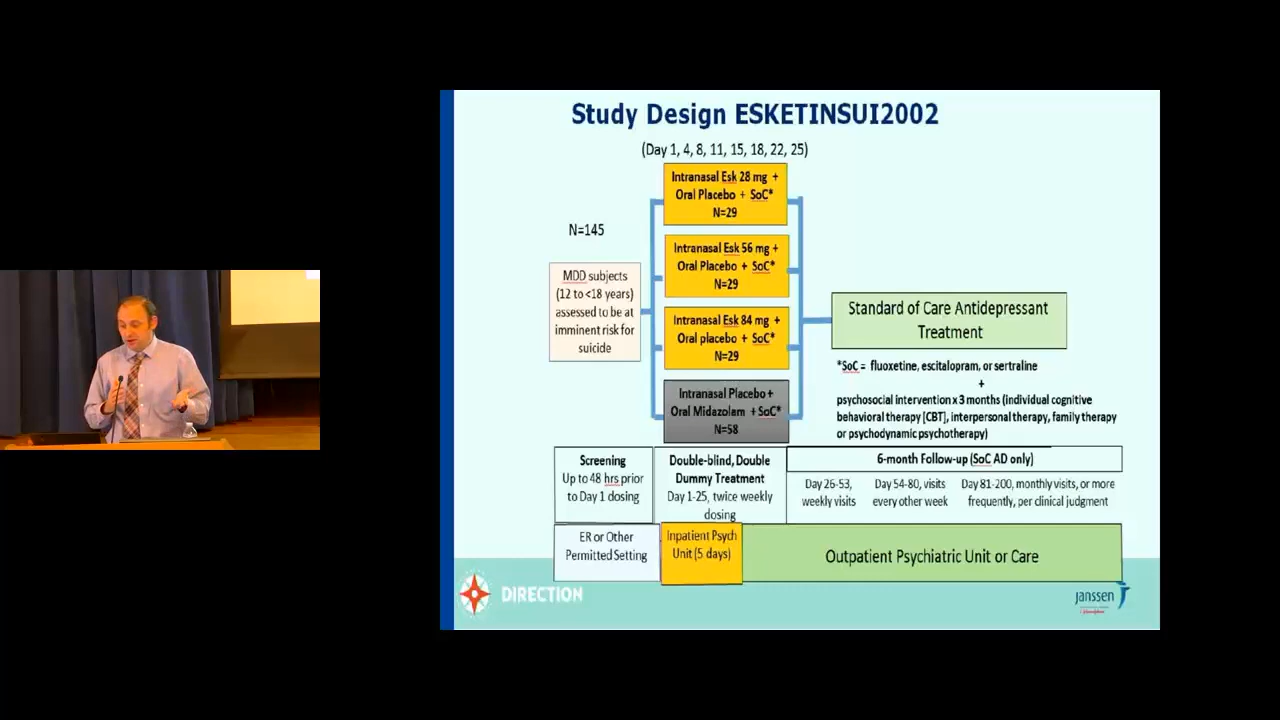 Study Design ESKETINSUI2002
(Day 1, 4, 8, 11, 15, 18, 22, 25)
N=145
MDD subjects
(12 to <18 years)
assessed to be at
imminent risk for
suicide
Intranasal Esk 28 mg +
Oral Placebo + SoC*
N=29
Intranasal Esk 56 mg +
Oral Placebo + SoC*
N=29
Intranasal Esk 84 mg +
Oral placebo + SoC*
N=29
Intranasal Placebo +
Oral Midazolam + SoC*
N=58
Standard of Care Antidepressant
Treatment
*SoC = fluoxetine, escitalopram, or sertraline
+
psychosocial intervention x 3 months (individual cognitive
behavioral therapy [CBT], interpersonal therapy, family therapy
or psychodynamic psychotherapy)
Screening
Up to 48 hrs prior
to Day 1 dosing
Double-blind, Double
Dummy Treatment
Day 1-25, twice weekly
dosing
6-month Follow-up (SoC AD only)
Day 26-53,
weekly visits
Day 54-80, visits
every other week
Day 81-200, monthly visits, or more
frequently, per clinical judgment
ER or Other
Permitted Setting
Inpatient Psych
Unit (5 days)
Outpatient Psychiatric Unit or Care
DIRECTION
janssen